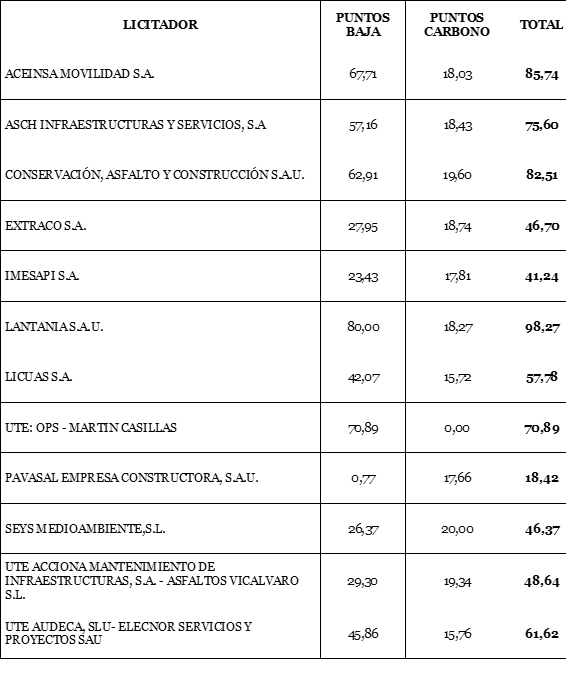 LICITADOR PUNTOS BAJA PUNTOS CARBONO TOTAL
ACEINSA MOVILIDAD S.A. 67,71 18,03 85,74
ASCH INFRAESTRUCTURAS Y SERVICIOS, S.A 57,16 18,43 75,60
CONSERVACIÓN, ASFALTO Y CONSTRUCCIÓN S.A.U. 62,91 19,60 82,51
EXTRACO S.A. 27,95 18,74 46,70
IMESAPI S.A. 23,43 17,81 41,24
LANTANIA S.A.U. 80,00 18,27 98,27
LICUAS S.A. 42,07 15,72 57,78
UTE: OPS - MARTIN CASILLAS 70,89 0,00 70,89
PAVASAL EMPRESA CONSTRUCTORA, S.A.U. 0,77 17,66 18,42
SEYS MEDIOAMBIENTE,S.L. 26,37 20,00 46,37
UTE ACCIONA MANTENIMIENTO DE
INFRAESTRUCTURAS, S.A. - ASFALTOS VICALVARO
S.L. 29,30 19,34 48,64
UTE AUDECA, SLU- ELECNOR SERVICIOS Y
PROYECTOS SAU 45,86 15,76 61,62